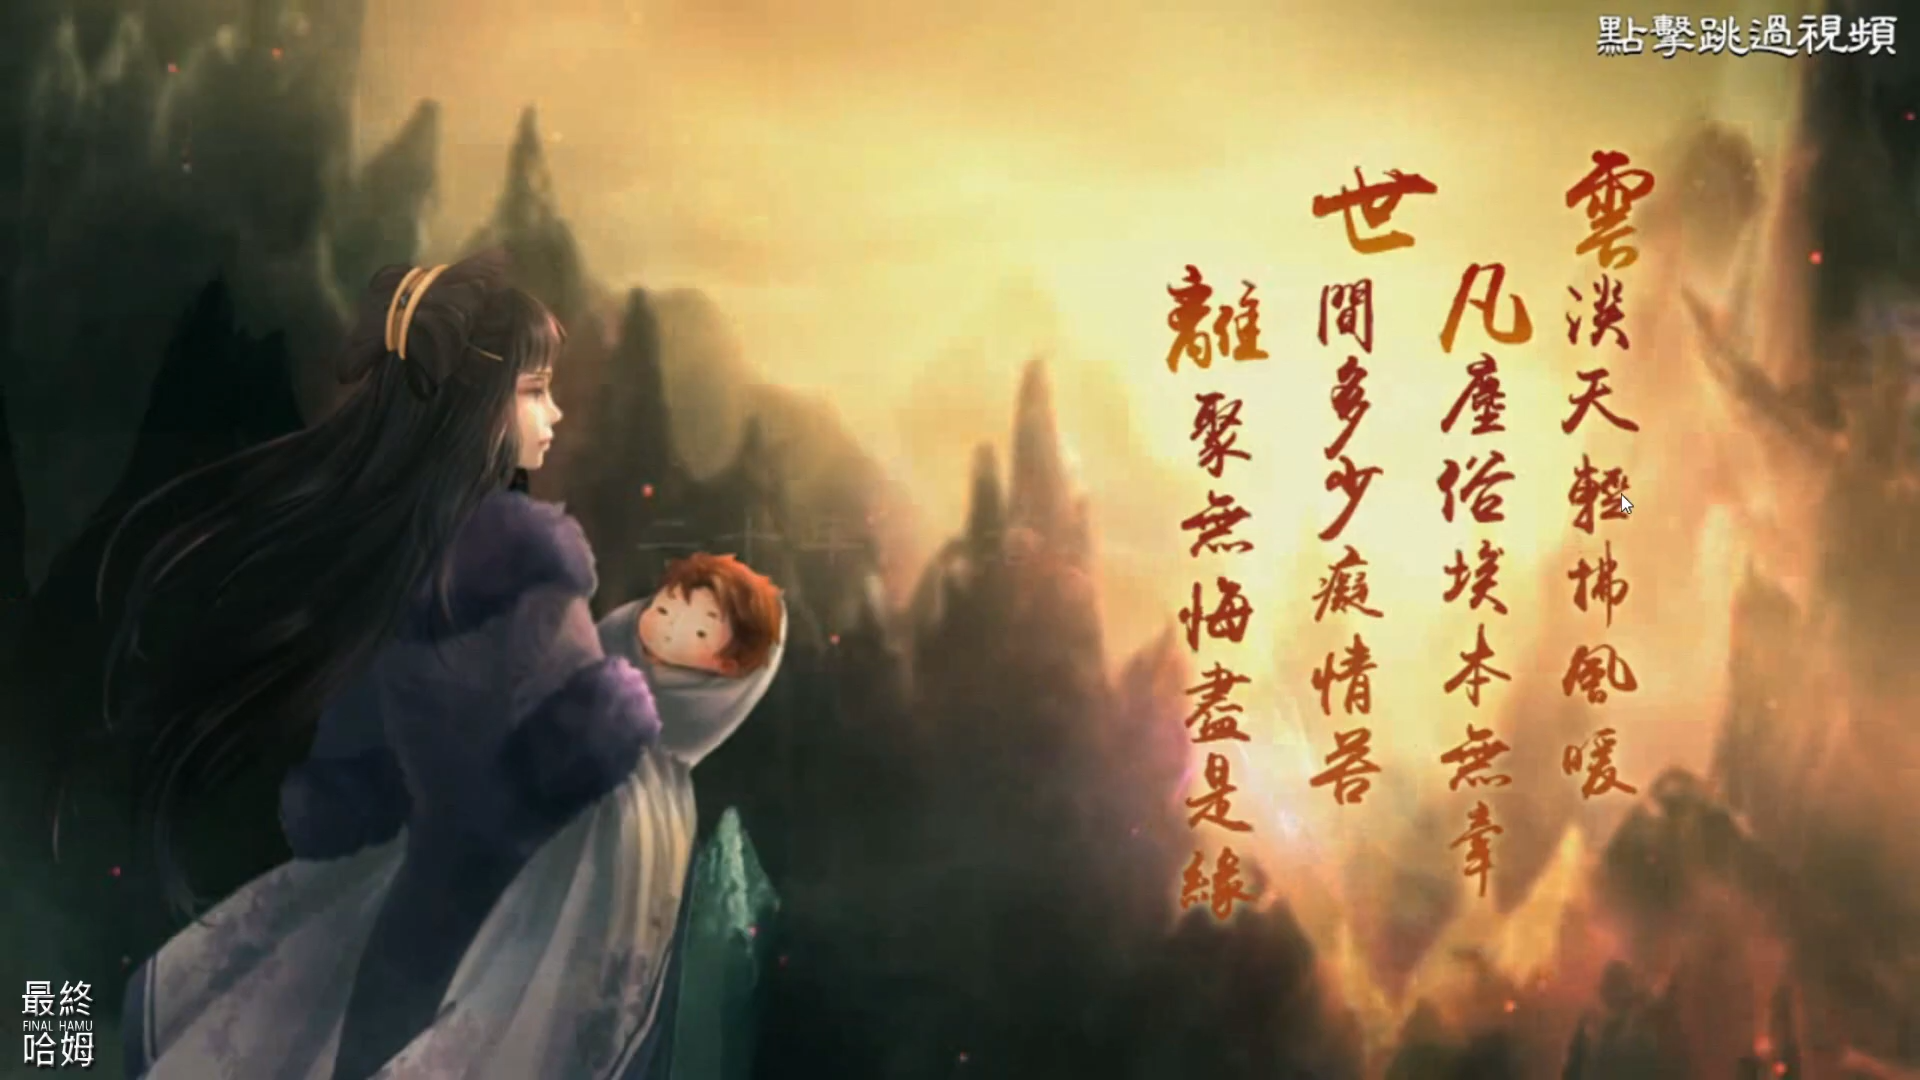 點擊跳過視頻
雲淡天輕拂風暖
凡塵俗埃本無牽
世間多少癡情苦
離聚無悔盡是緣
最終
FINAL HAMU
哈姆